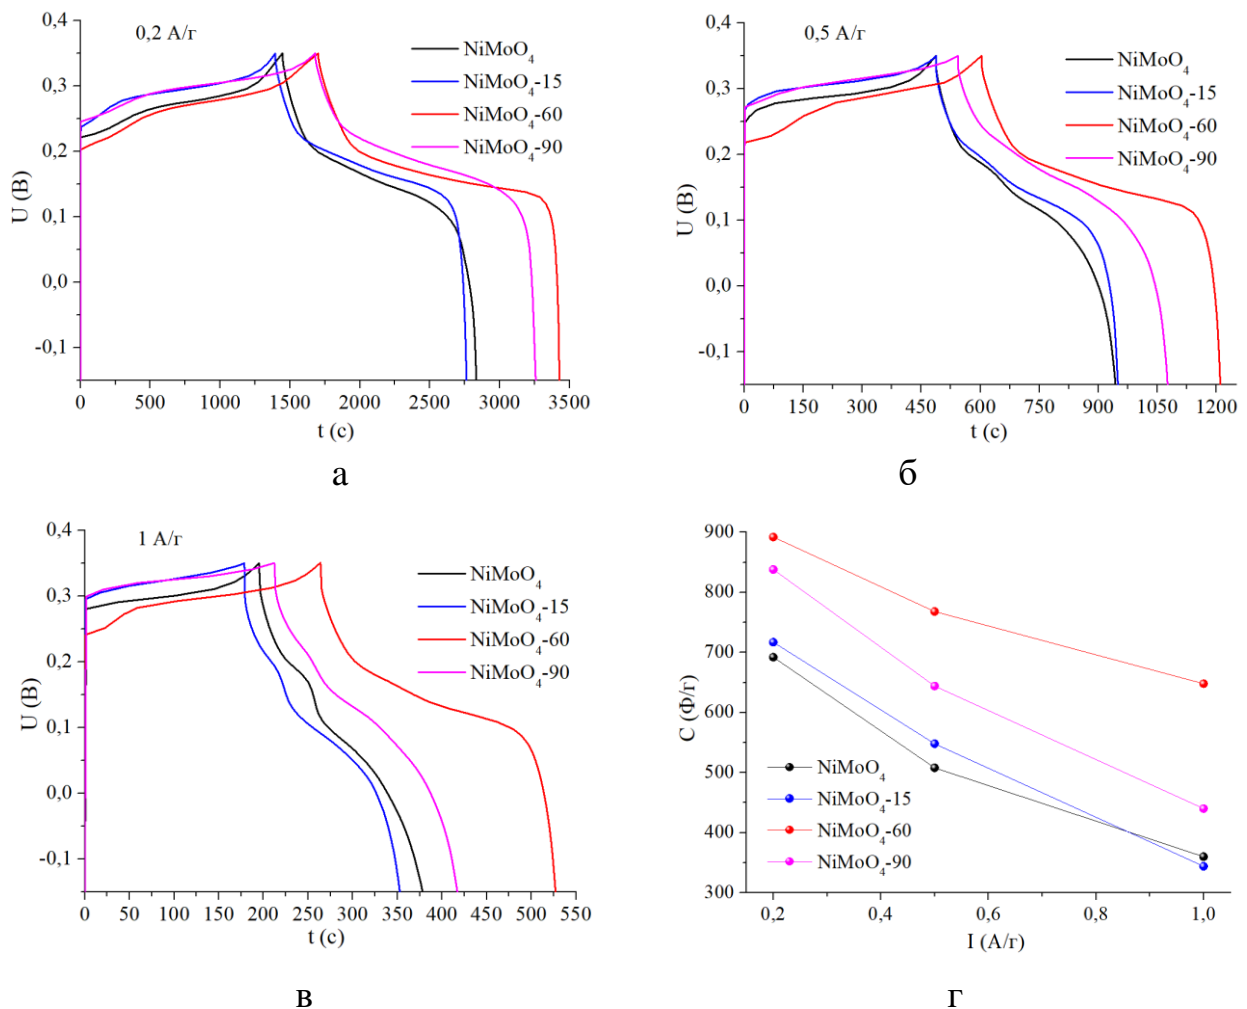 0,2 А/г
0,4
0,3
0,2
0,1
0,0
-0,1
U (В)
0 500 1000 1500 2000 2500 3000 3500
t (с)
NiMoO₄
NiMoO₄-15
NiMoO₄-60
NiMoO₄-90
а
0,5 А/г
0,4
0,3
0,2
0,1
0,0
-0,1
U (В)
0 150 300 450 600 750 900 1050 1200
t (с)
NiMoO₄
NiMoO₄-15
NiMoO₄-60
NiMoO₄-90
б
1 А/г
0,4
0,3
0,2
0,1
0,0
-0,1
U (В)
0 50 100 150 200 250 300 350 400 450 500 550
t (с)
NiMoO₄
NiMoO₄-15
NiMoO₄-60
NiMoO₄-90
в
900
800
700
600
500
400
300
C (Ф/г)
NiMoO₄
NiMoO₄-15
NiMoO₄-60
NiMoO₄-90
0,2 0,4 0,6 0,8 1,0
I (А/г)
г